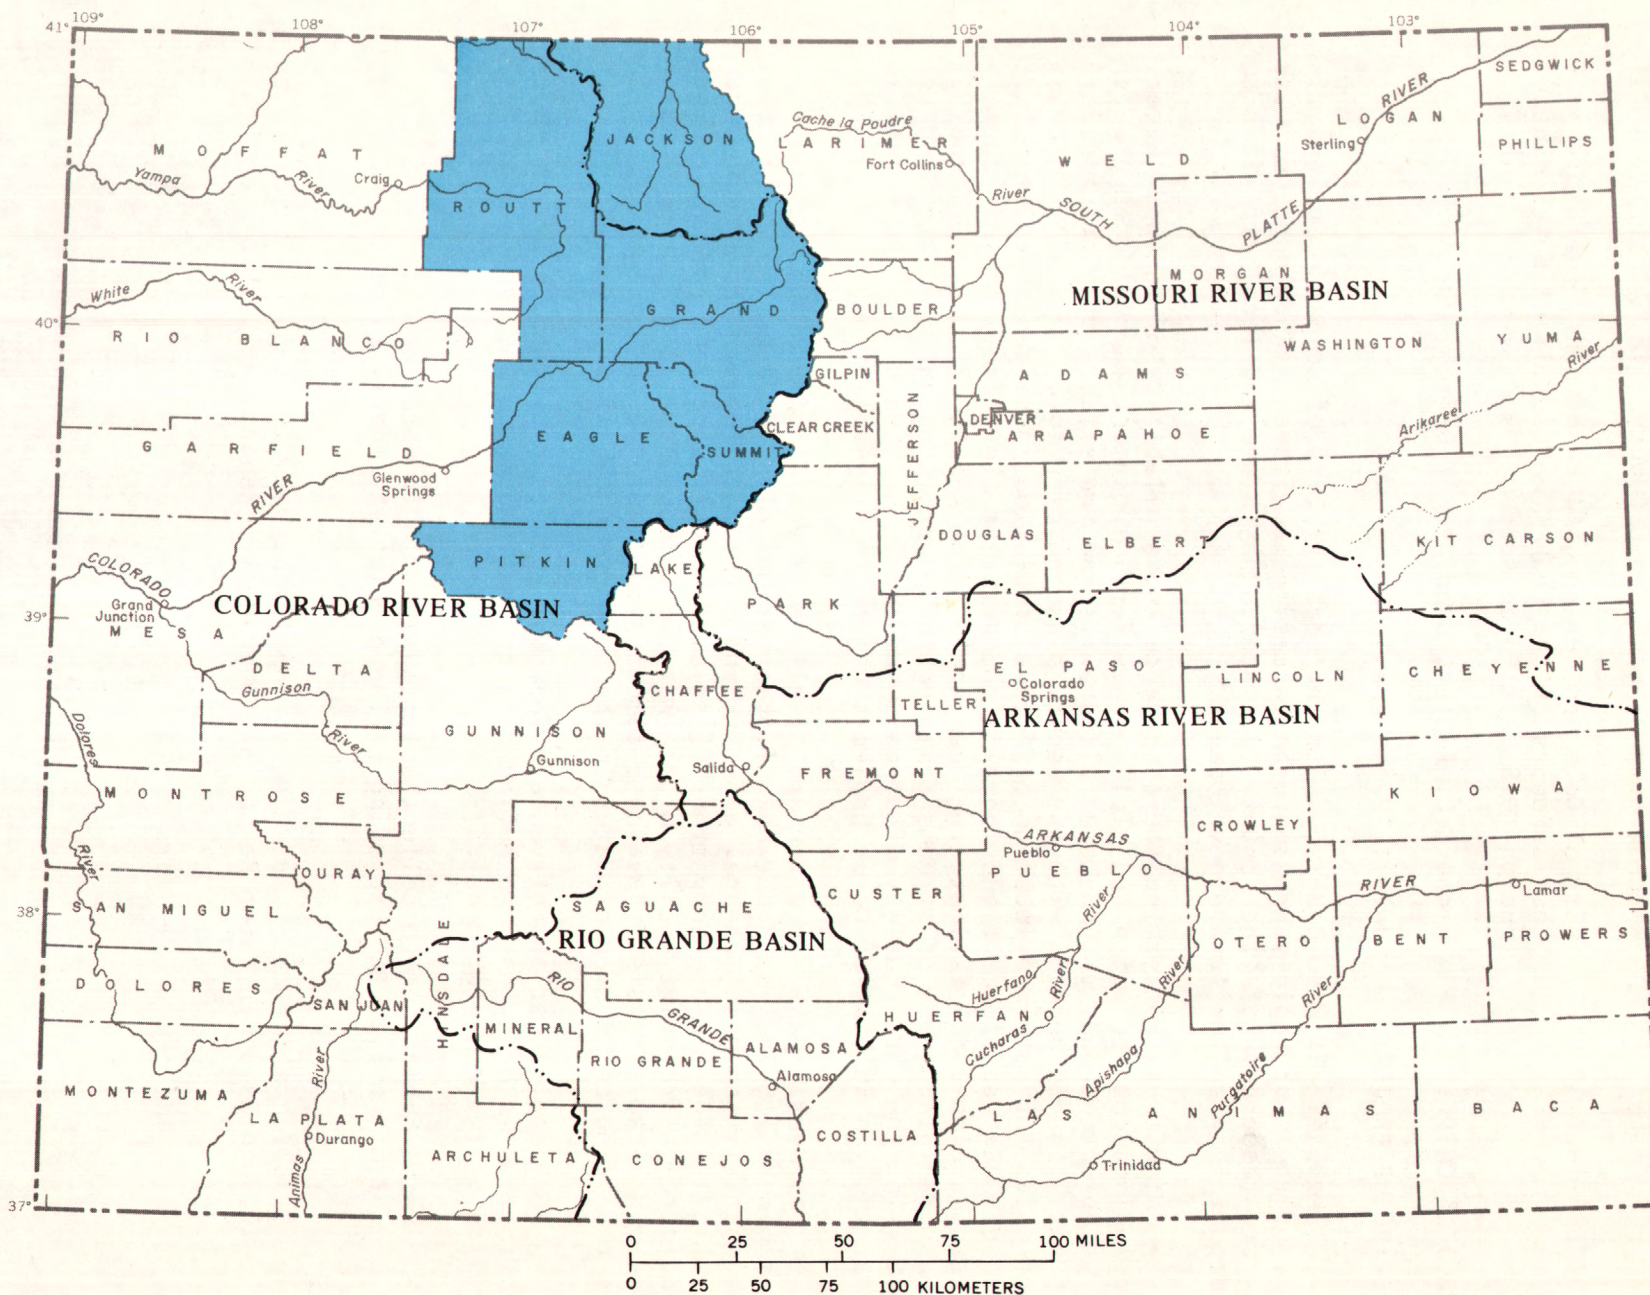 109°
41°
108°
107°
106°
105°
104°
103°
SEDGWICK
RIVER
LOGAN
Sterling
PHILLIPS
MOFFAT
Yampa
River
Craig
JACKSON
Cache la Poudre
LARIMER
Fort Collins
WELD
River
SOUTH
PLATTE
ROUTT
MORGAN
MISSOURI RIVER BASIN
White
River
GRAND
BOULDER
40°
RIO BLANCO
WASHINGTON
YUMA
River
GILPIN
ADAMS
JEFFERSON
DENVER
Arikaree
EAGLE
CLEAR CREEK
ARAPAHOE
GARFIELD
SUMMIT
Glenwood
Springs
RIVER
DOUGLAS
ELBERT
KIT CARSON
PITKIN
LAKE
COLORADO
COLORADO RIVER BASIN
Grand
Junction
PARK
39°
MESA
DELTA
EL PASO
CHEYENNE
Gunnison
CHAFFEE
Colorado
Springs
LINCOLN
TELLER
ARKANSAS RIVER BASIN
Dolores
River
GUNNISON
Gunnison
Salida
FREMONT
MONTROSE
KIOWA
CROWLEY
ARKANSAS
Pueblo
PUEBLO
River
OURAY
RIVER
Lamar
CUSTER
38°
SAN MIGUEL
SAGUACHE
River
RIO GRANDE BASIN
OTERO
BENT
PROWERS
HINSDALE
DOLORES
RIO
Huerfano
River
River
River
SAN JUAN
HUERFANO
MINERAL
GRANDE
ALAMOSA
Cucharas
RIO GRANDE
Alamosa
Apishapa
Purgatoire
River
MONTEZUMA
LAS ANIMAS
BACA
LA PLATA
Durango
COSTILLA
ARCHULETA
CONEJOS
Trinidad
Animas
37°
0 25 50 75 100 MILES
0 25 50 75 100 KILOMETERS